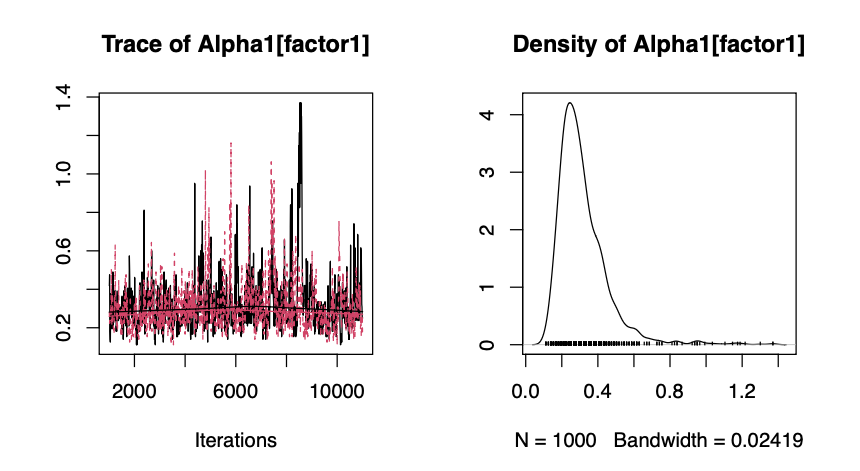 Trace of Alpha1[factor1]
1.4
1.0
0.6
0.2
2000 6000 10000
Iterations
Density of Alpha1[factor1]
4
3
2
1
0
0.0 0.4 0.8 1.2
N = 1000 Bandwidth = 0.02419